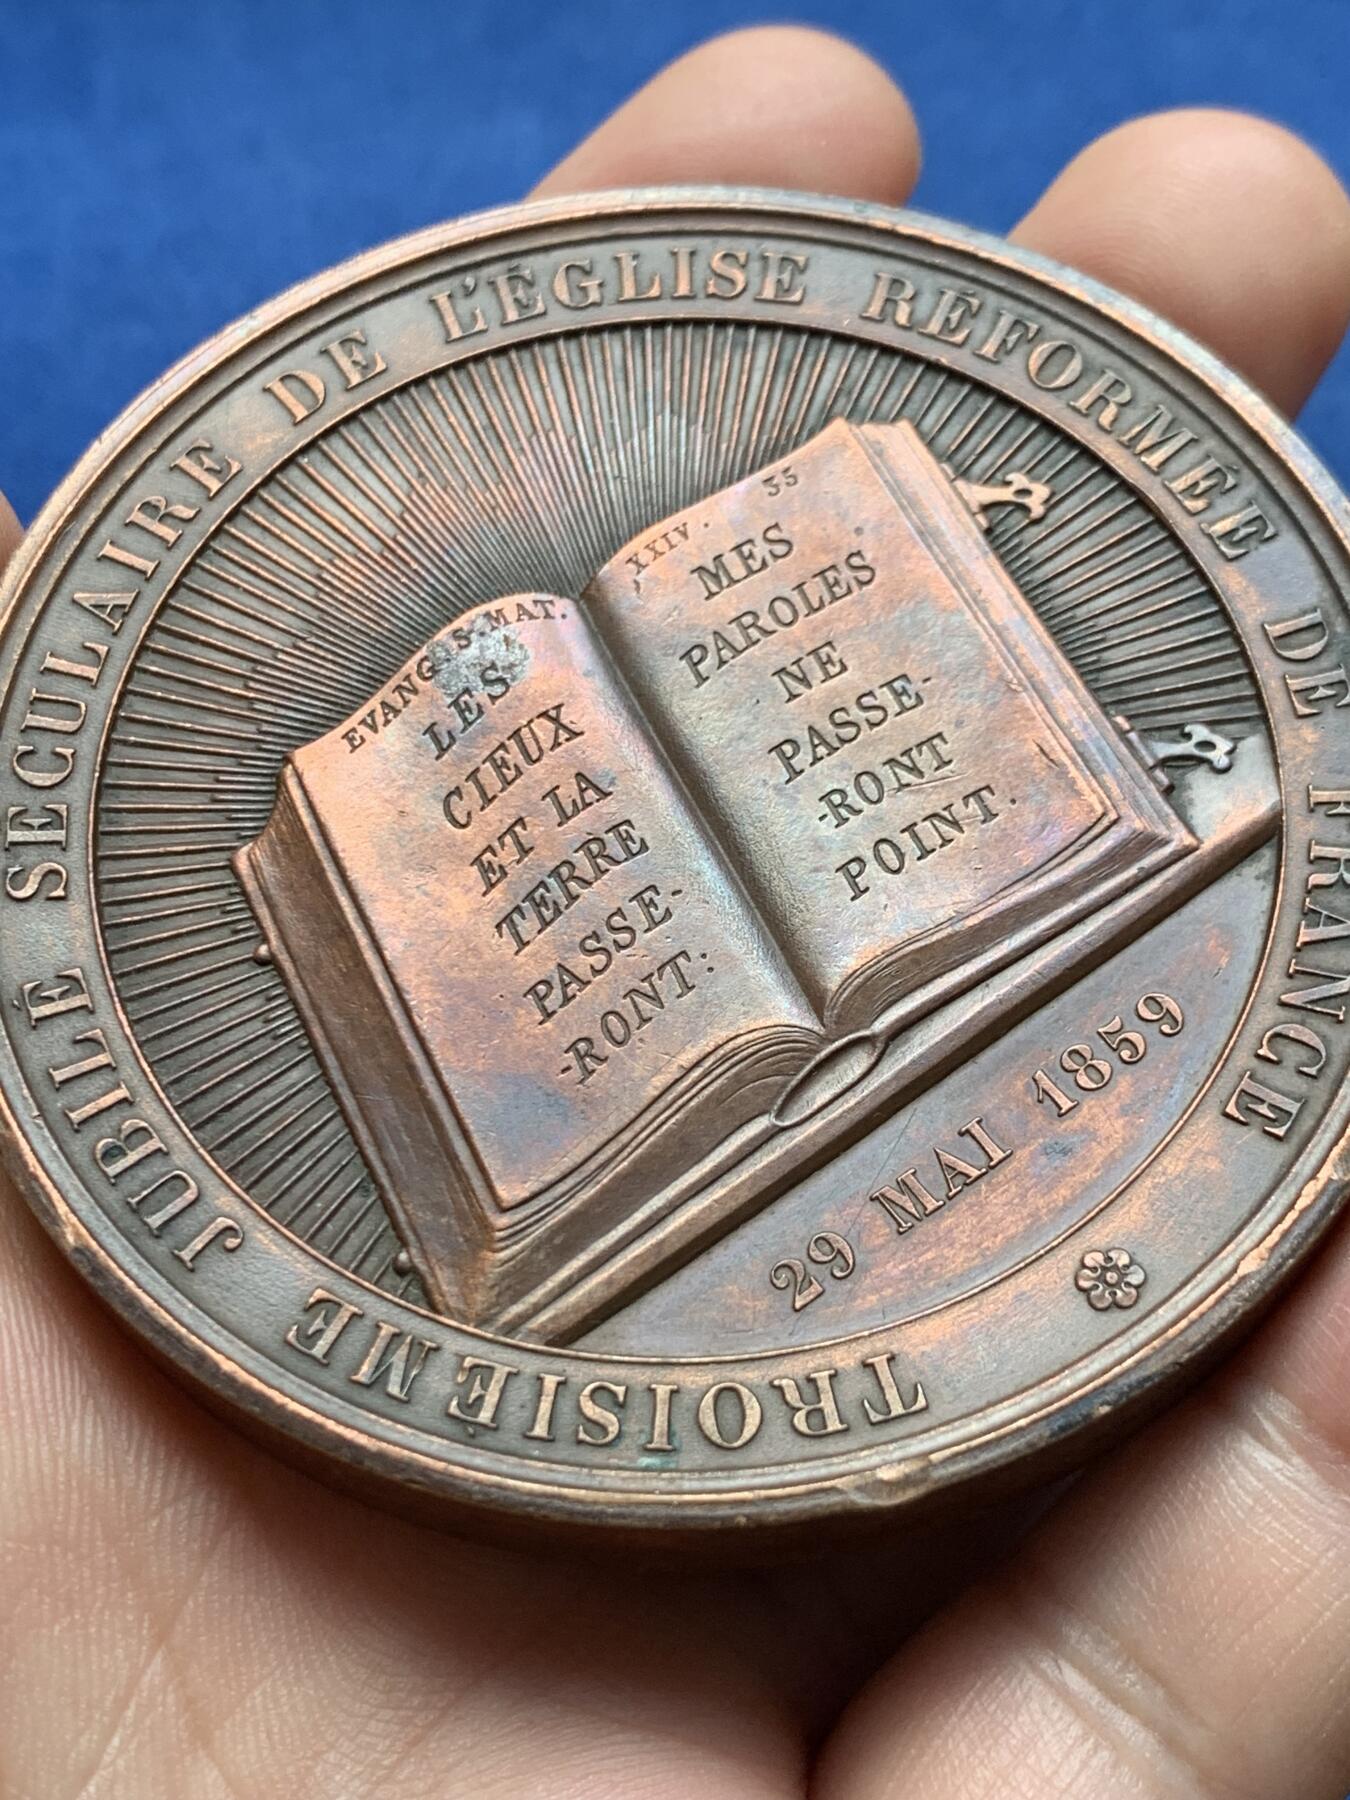 TROISIÈME JUBILÉ SÉCULAIRE DE L'ÉGLISE RÉFORMÉE DE FRANCE
EVANG. S. MAT.
LES
CIEUX
ET LA
TERRE
PASSE-
-RONT:
XXIV. 35
MES
PAROLES
NE
PASSE-
-RONT
POINT.
29 MAI 1859